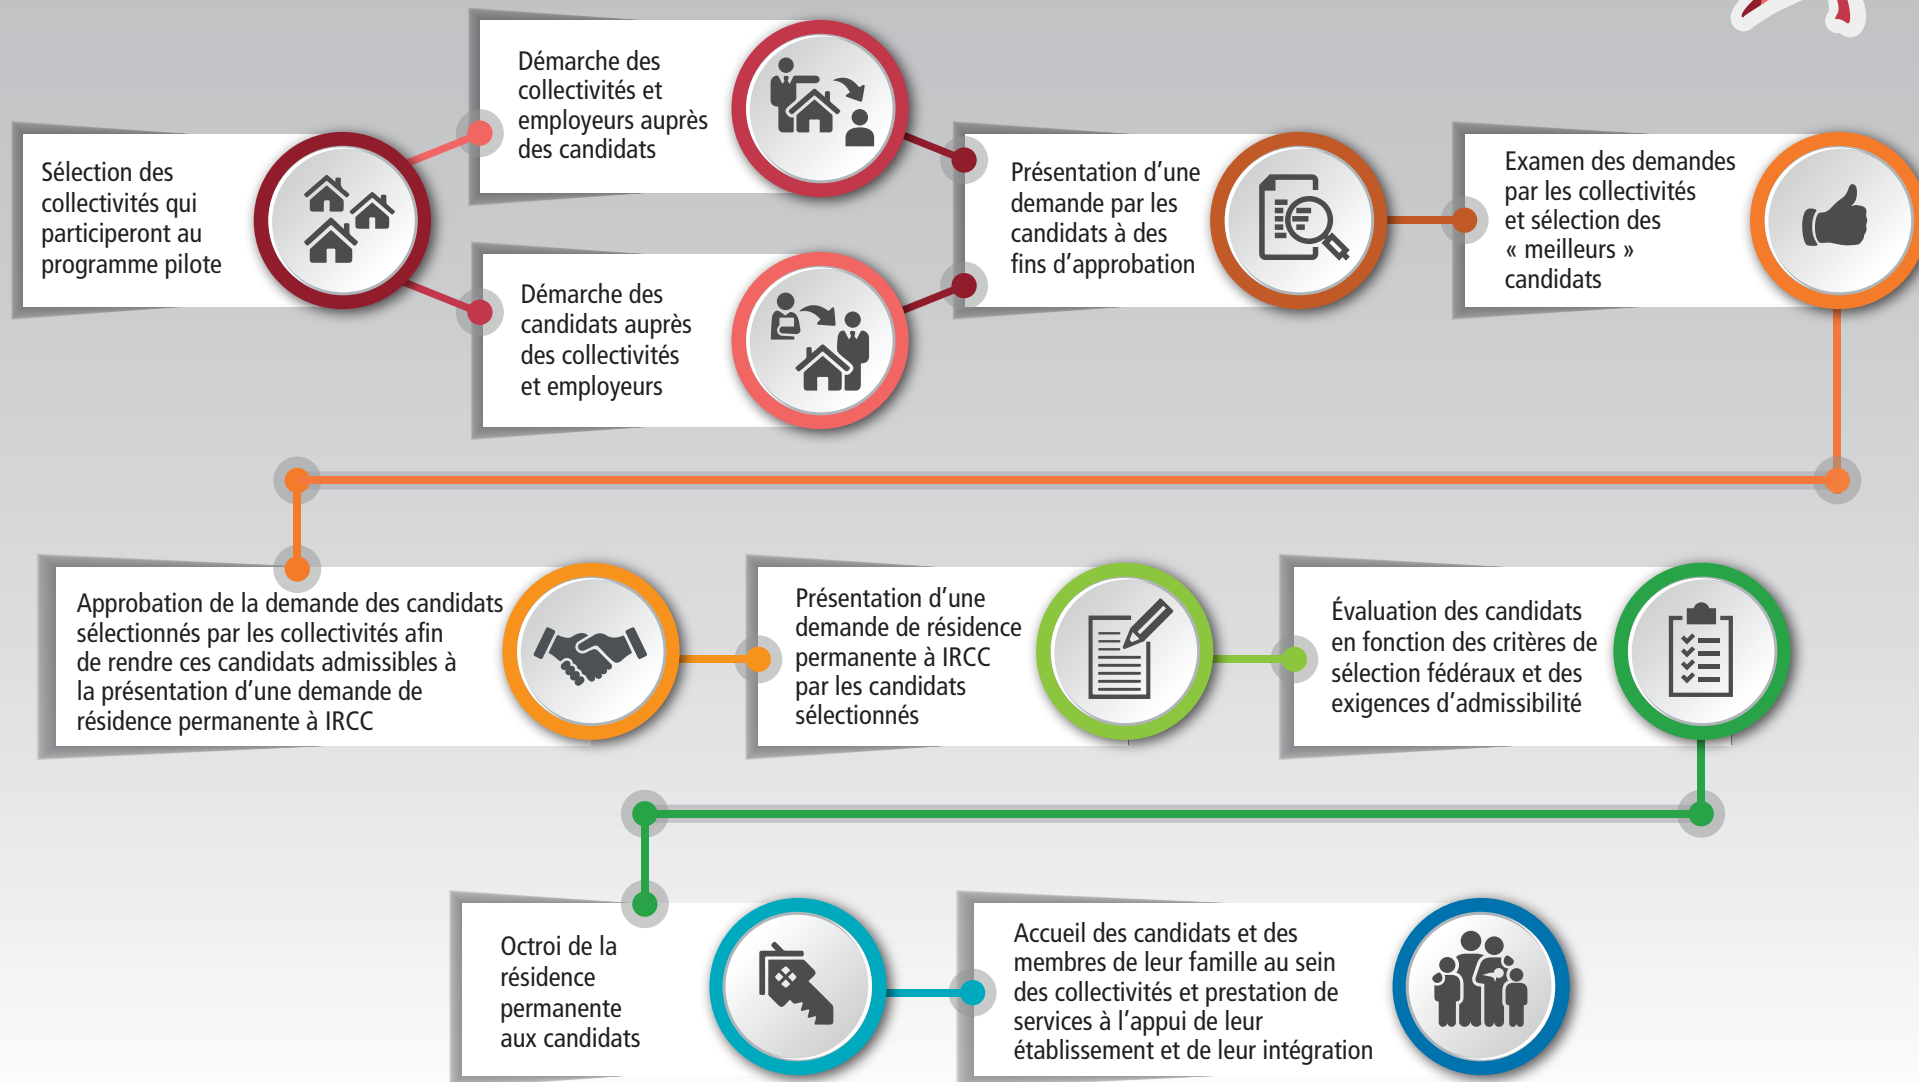 Sélection des
collectivités qui
participeront au
programme pilote
Démarche des
collectivités et
employeurs auprès
des candidats
Démarche des
candidats auprès
des collectivités
et employeurs
Présentation d’une
demande par les
candidats à des
fins d’approbation
Examen des demandes
par les collectivités
et sélection des
« meilleurs »
candidats
Approbation de la demande des candidats
sélectionnés par les collectivités afin
de rendre ces candidats admissibles à
la présentation d’une demande de
résidence permanente à IRCC
Présentation d’une
demande de résidence
permanente à IRCC
par les candidats
sélectionnés
Évaluation des candidats
en fonction des critères de
sélection fédéraux et des
exigences d’admissibilité
Octroi de la
résidence
permanente
aux candidats
Accueil des candidats et des
membres de leur famille au sein
des collectivités et prestation de
services à l’appui de leur
établissement et de leur intégration